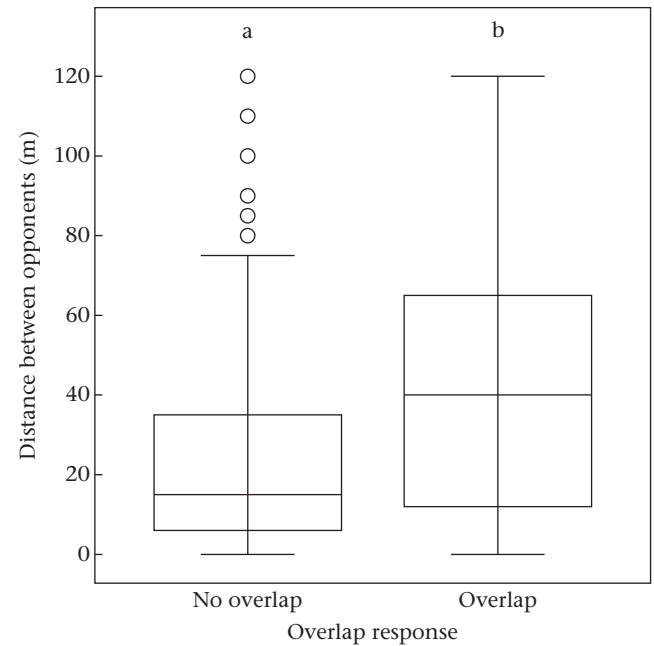 a
b
120
100
80
60
40
20
0
Distance between opponents (m)
No overlap
Overlap
Overlap response